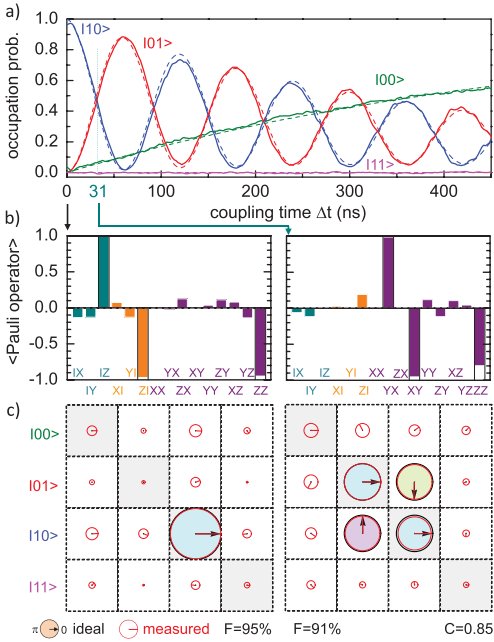 a)
occupation prob.
1.0
0.8
0.6
0.4
0.2
0.0
|10>
|01>
|00>
|11>
0
31
100
200
300
400
coupling time Δt (ns)
b)
<Pauli operator>
1.0
0.5
0.0
-0.5
-1.0
IX IZ YI YX XY ZY YZ
IY XI ZI XX ZX YY XZ ZZ
IX IZ YI XX ZX YY XZ
IY XI ZI YX XY ZY YZ ZZ
c)
|00>
|01>
|10>
|11>
π 0 ideal measured F=95% F=91% C=0.85